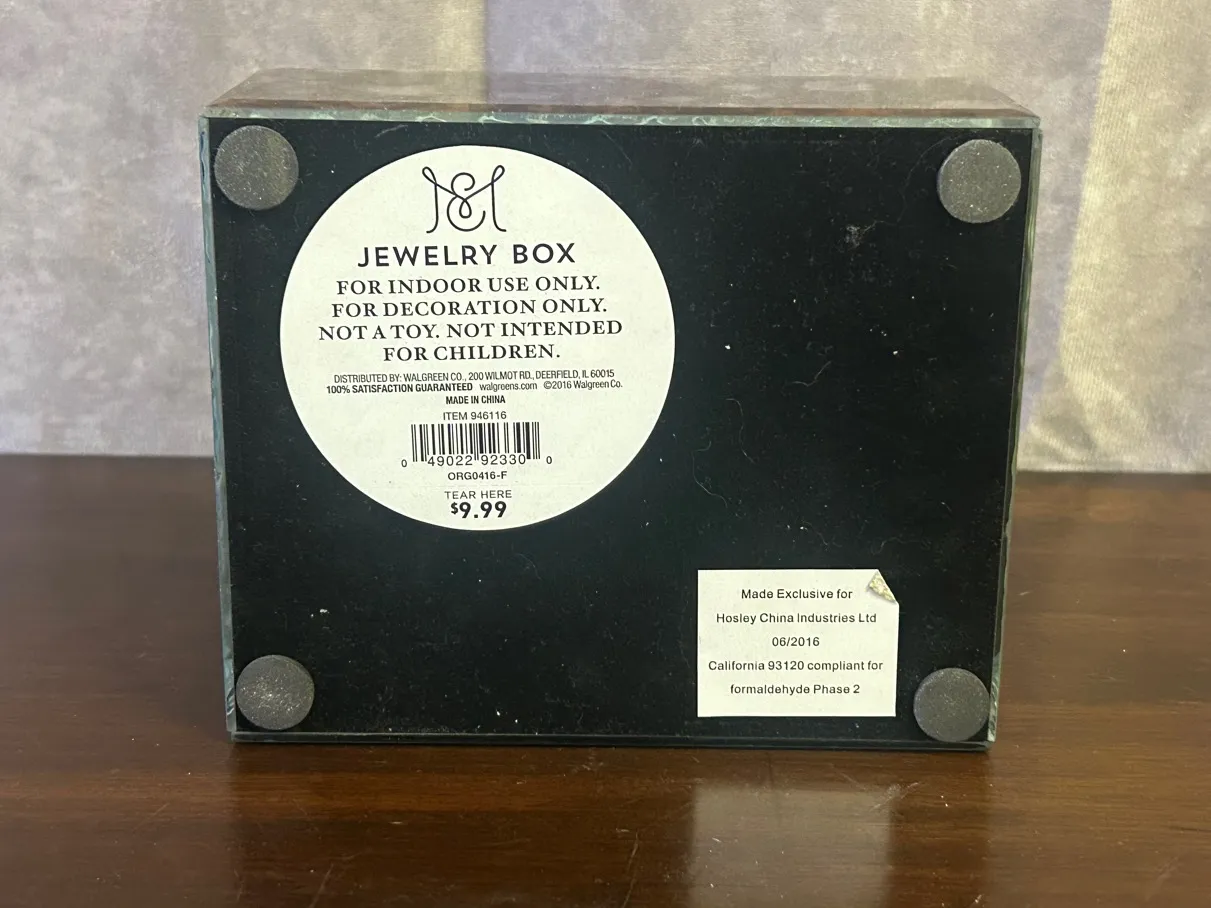 JEWELRY BOX
FOR INDOOR USE ONLY.
FOR DECORATION ONLY.
NOT A TOY. NOT INTENDED
FOR CHILDREN.
DISTRIBUTED BY: WALGREEN CO., 200 WILMOT RD., DEERFIELD, IL 60015
100% SATISFACTION GUARANTEED walgreens.com ©2016 Walgreen Co.
MADE IN CHINA
ITEM 946116
0 49022 92330 0
ORG0416-F
TEAR HERE
$9.99
Made Exclusive for
Hosley China Industries Ltd
06/2016
California 93120 compliant for
formaldehyde Phase 2